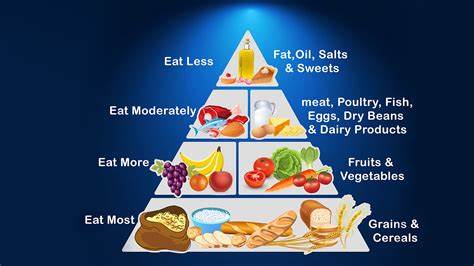 Eat Less
Fat,Oil, Salts
& Sweets
Eat Moderately
meat, Poultry, Fish,
Eggs, Dry Beans
& Dairy Products
Eat More
Fruits &
Vegetables
Eat Most
Grains &
Cereals